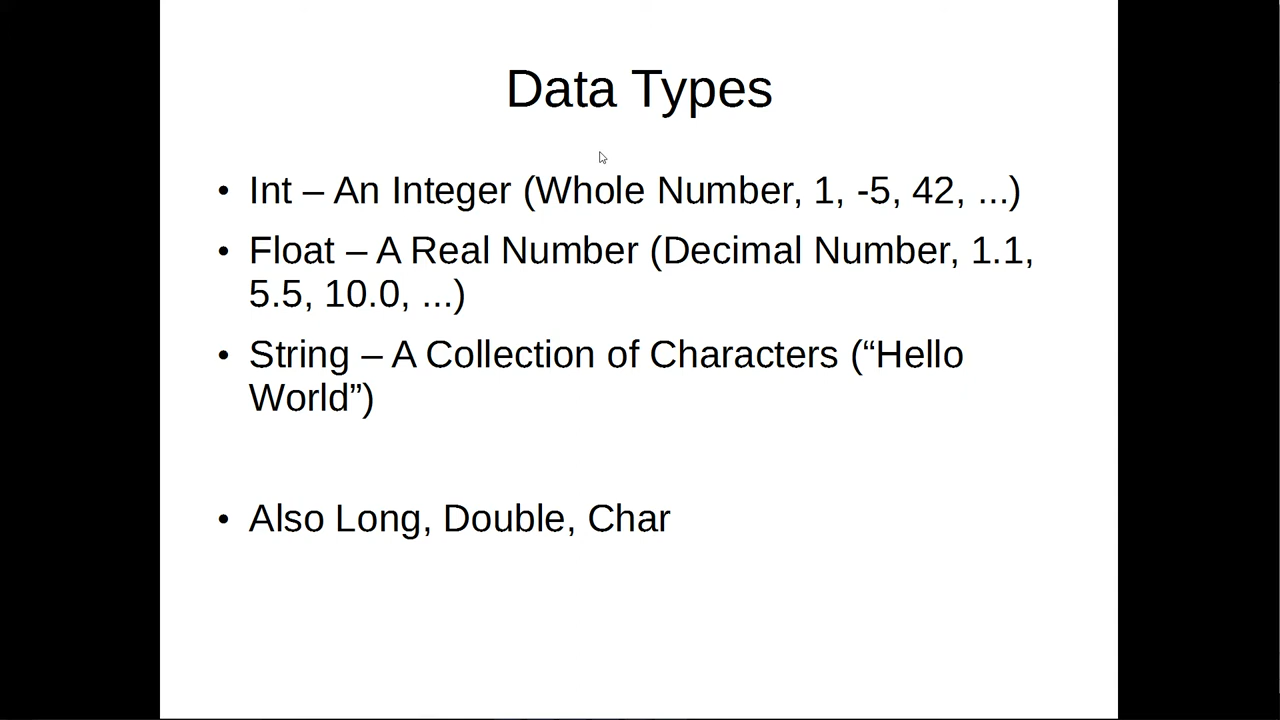 Data Types
• Int – An Integer (Whole Number, 1, -5, 42, ...)
• Float – A Real Number (Decimal Number, 1.1,
5.5, 10.0, ...)
• String – A Collection of Characters (“Hello
World”)
• Also Long, Double, Char